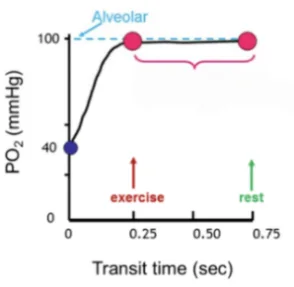 Alveolar
100
40
0
PO₂ (mmHg)
exercise
rest
0 0.25 0.50 0.75
Transit time (sec)